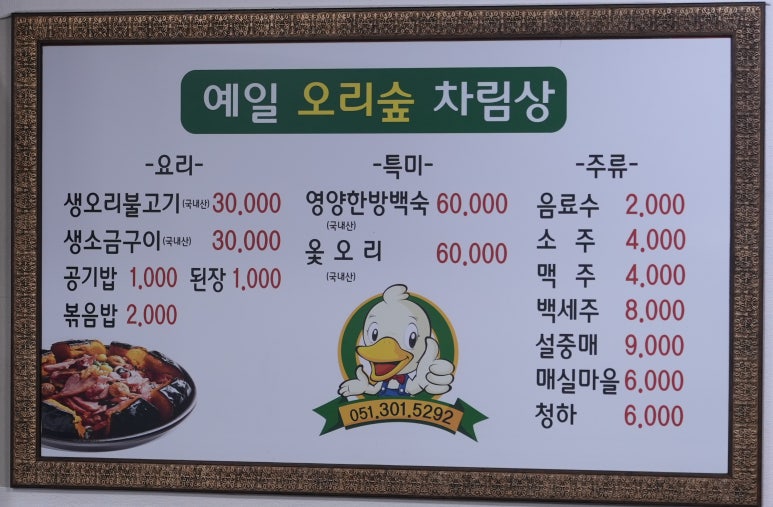 예일 오리숲 차림상
-요리-
생오리불고기(국내산) 30,000
생소금구이(국내산) 30,000
공기밥 1,000 된장 1,000
볶음밥 2,000
-특미-
영양한방백숙 60,000
(국내산)
옻오리 60,000
(국내산)
051.301.5292
-주류-
음료수 2,000
소주 4,000
맥주 4,000
백세주 8,000
설중매 9,000
매실마을 6,000
청하 6,000